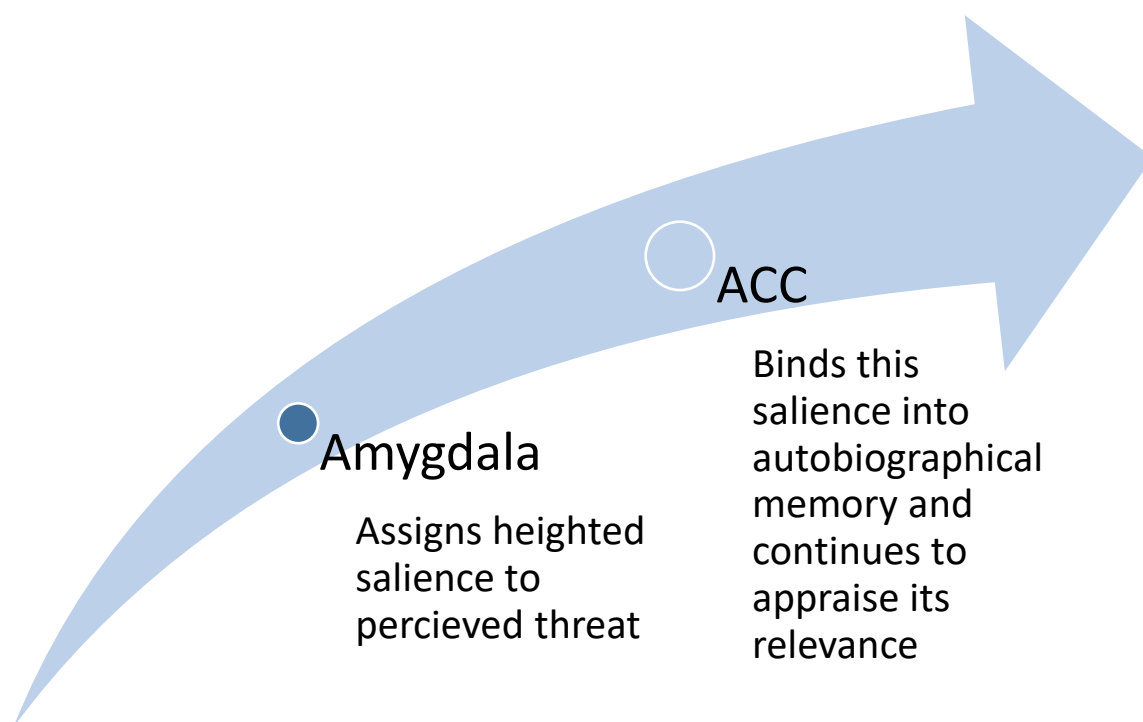 Amygdala
Assigns heighted
salience to
percieved threat
ACC
Binds this
salience into
autobiographical
memory and
continues to
appraise its
relevance